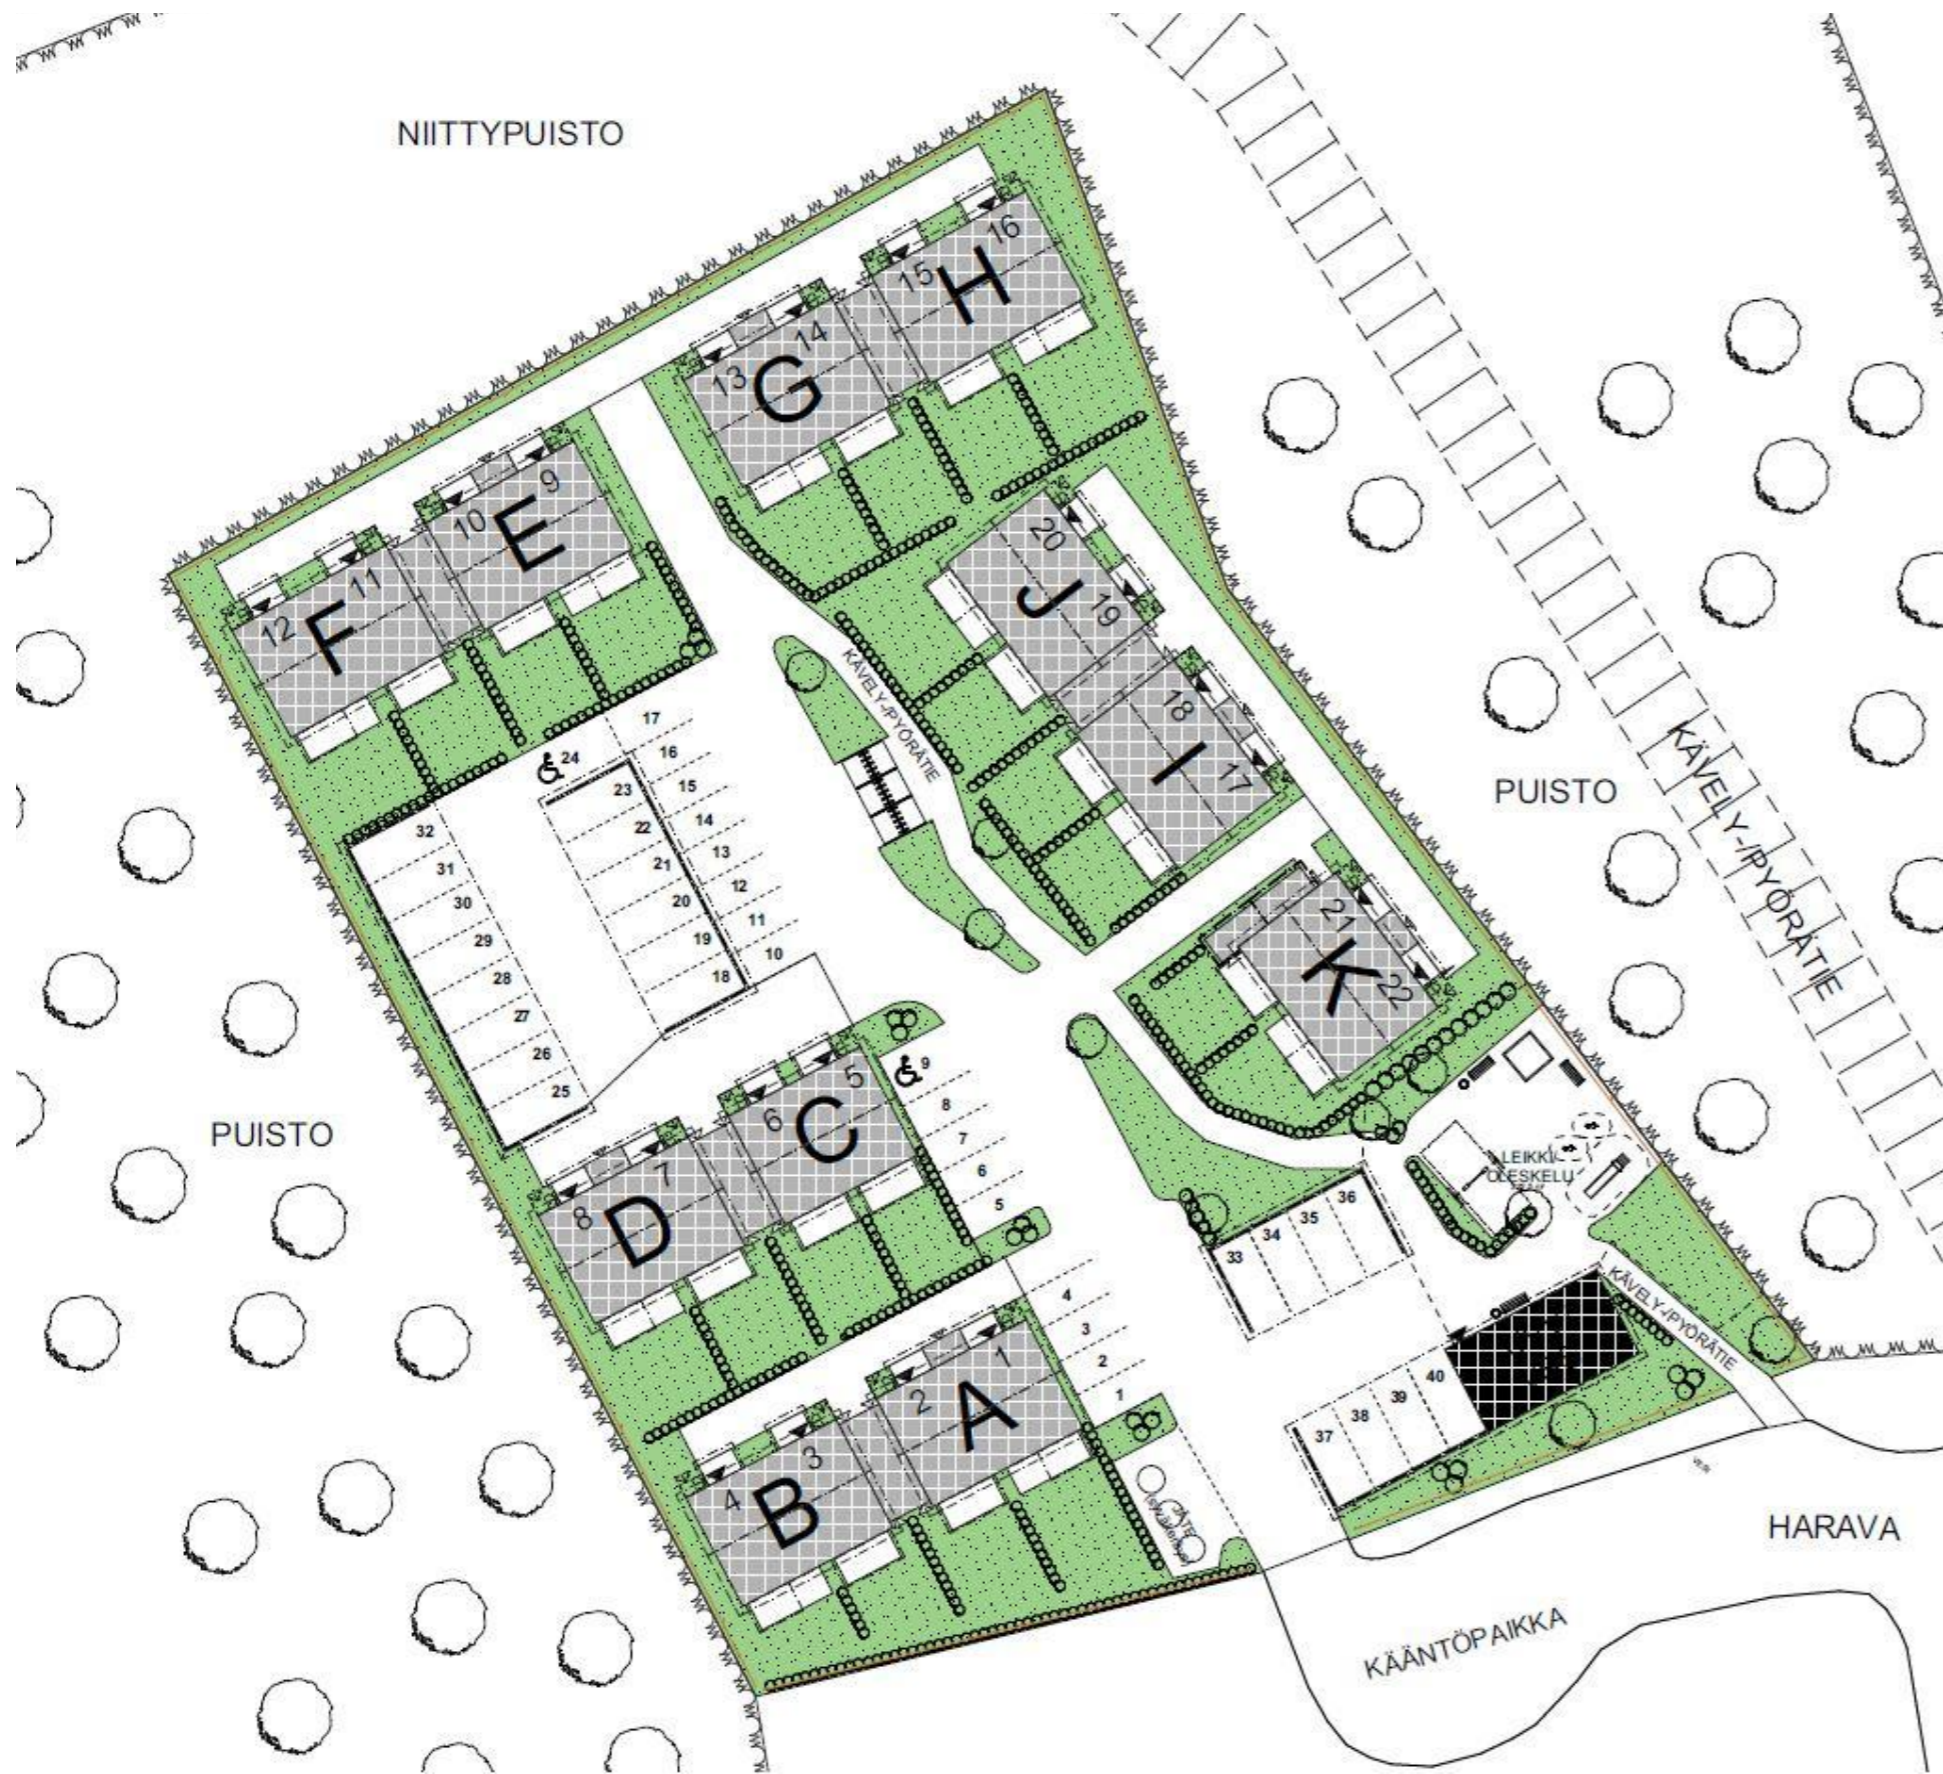 NIITTYPUISTO
16
15
H
14
13
G
9
10
E
11
12
F
20
J
19
18
I
17
KÄVELY-/PYÖRÄTIE
17
16
15
14
13
12
11
10
24
23
22
21
20
19
18
32
31
30
29
28
27
26
25
PUISTO
KÄVELY-/PYÖRÄTIE
21
K
22
PUISTO
5
6
C
7
8
D
9
8
7
6
5
LEIKKI
OLESKELU
36
35
34
33
4
3
2
1
1
2
A
3
4
B
KÄVELY-/PYÖRÄTIE
40
39
38
37
HARAVA
KÄÄNTÖPAIKKA